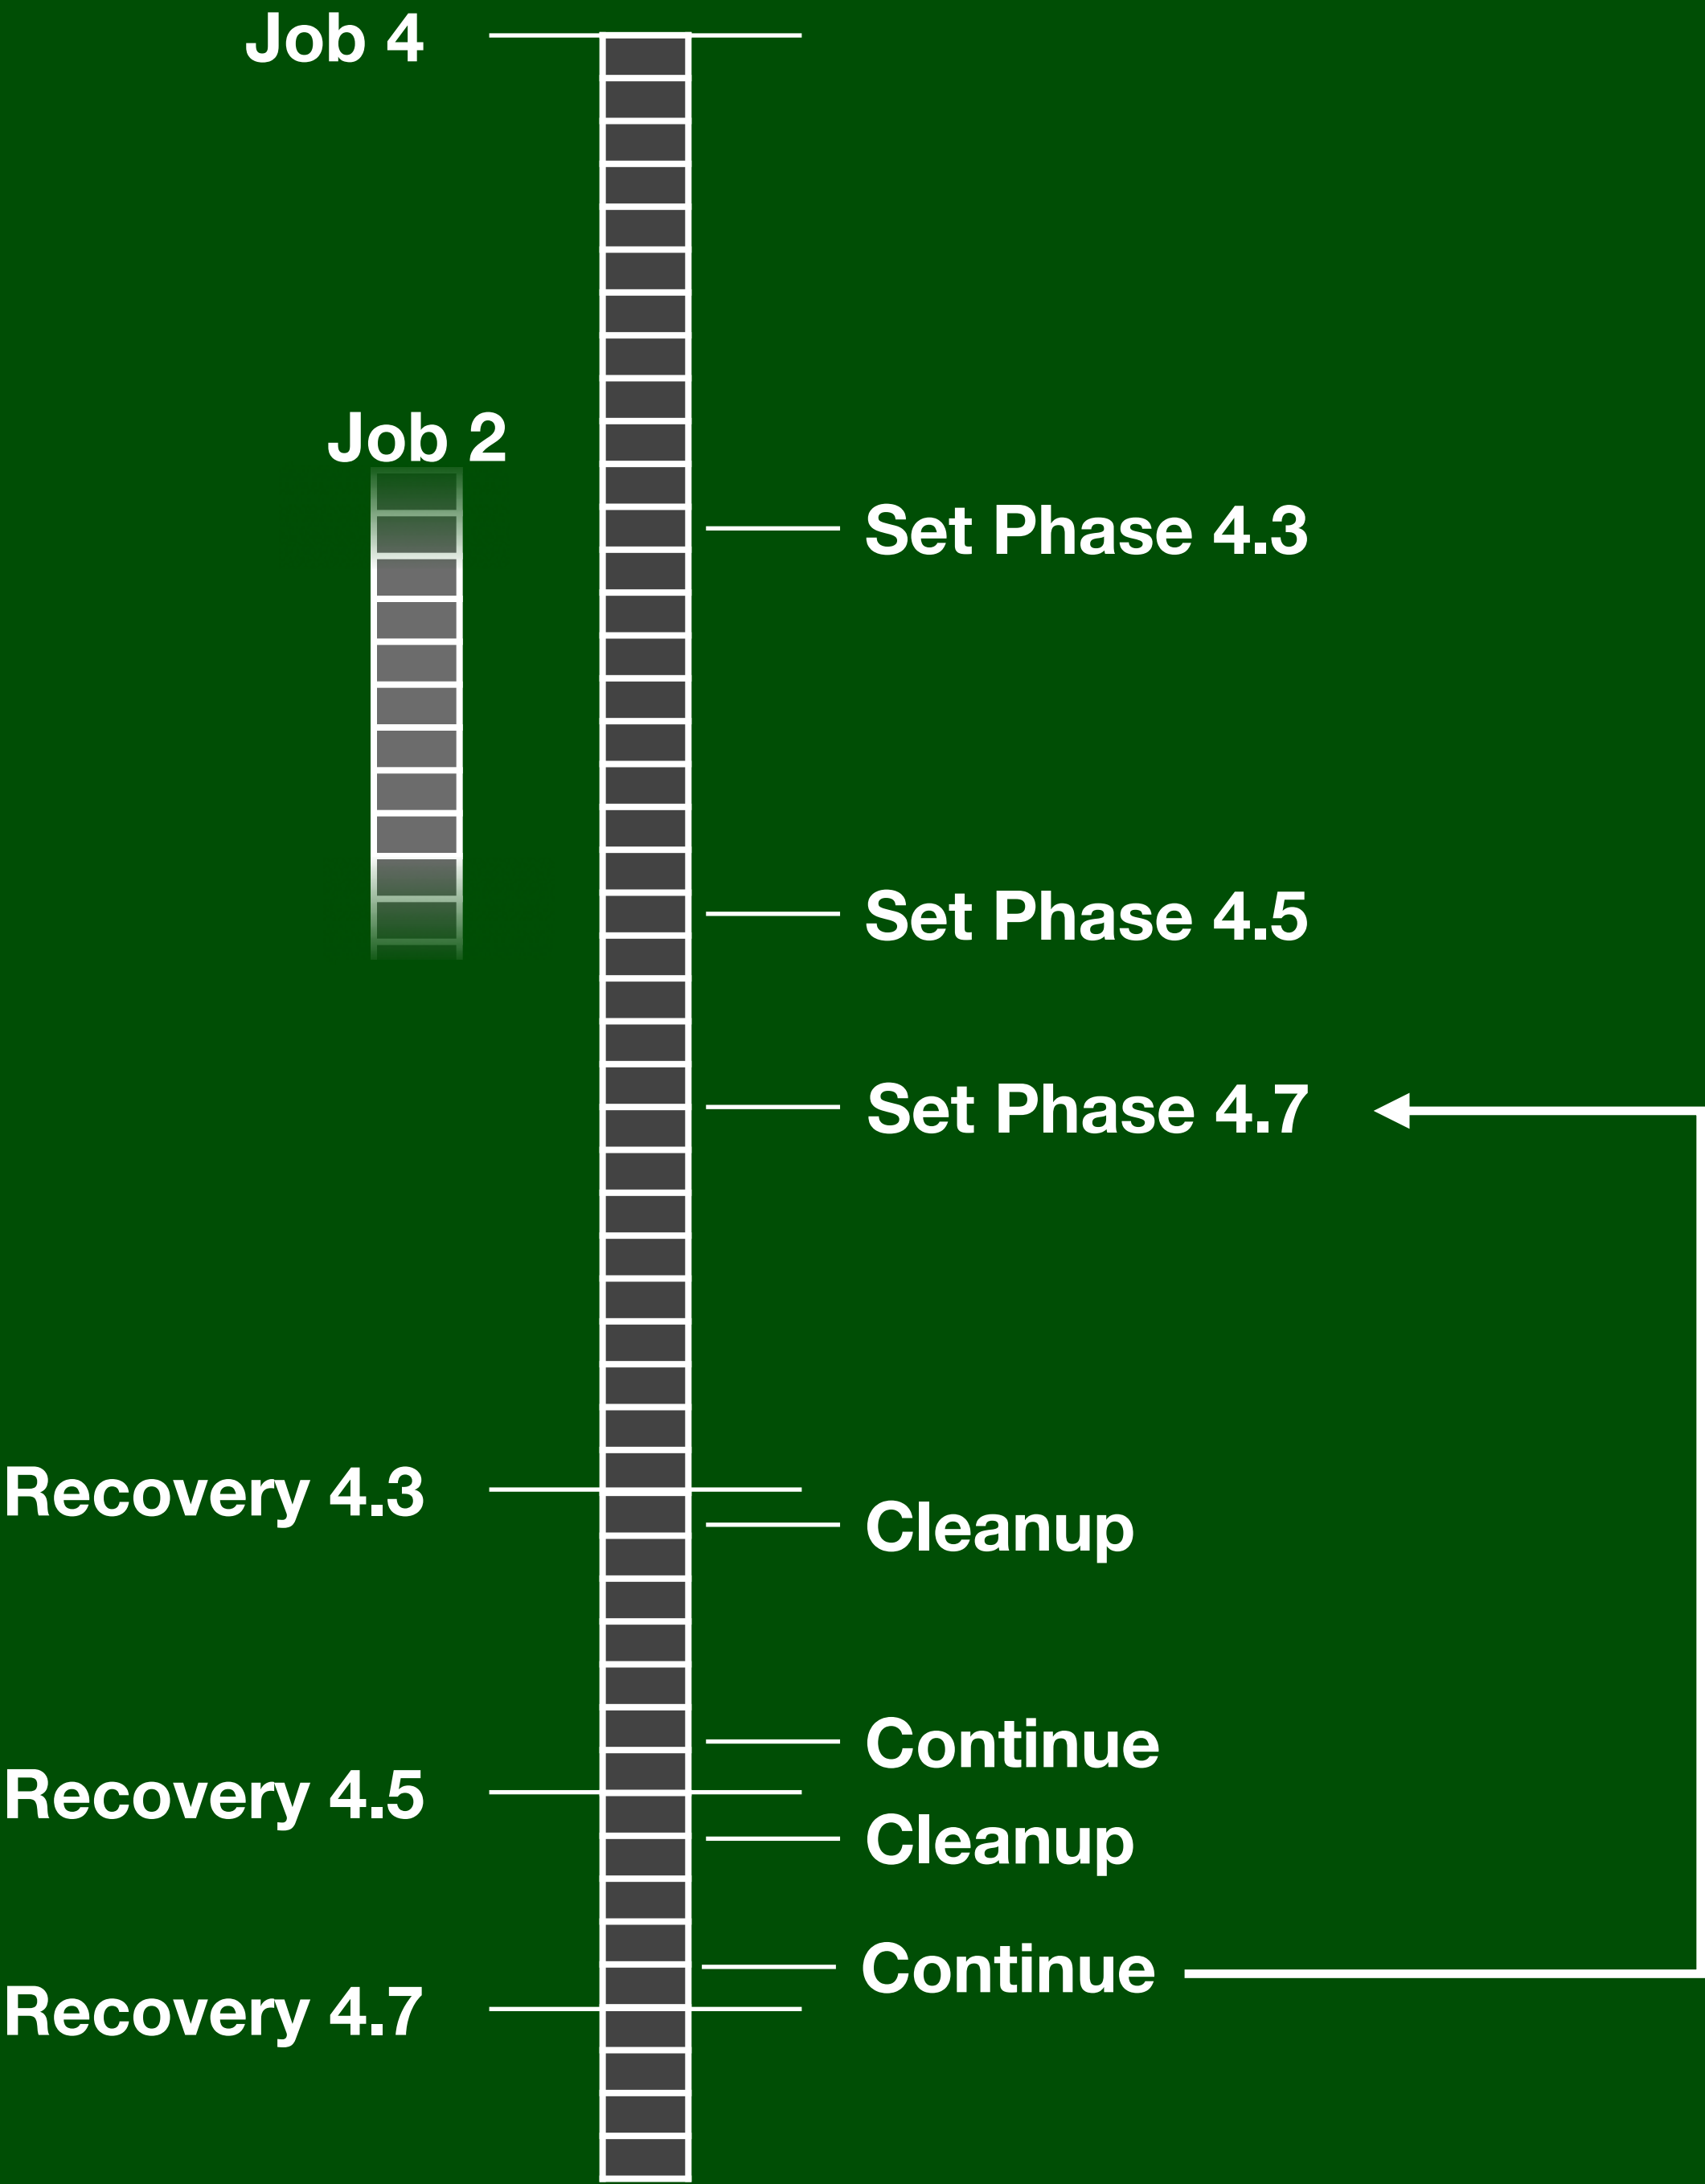 Job 4
Job 2
Set Phase 4.3
Set Phase 4.5
Set Phase 4.7
Recovery 4.3
Cleanup
Continue
Recovery 4.5
Cleanup
Continue
Recovery 4.7